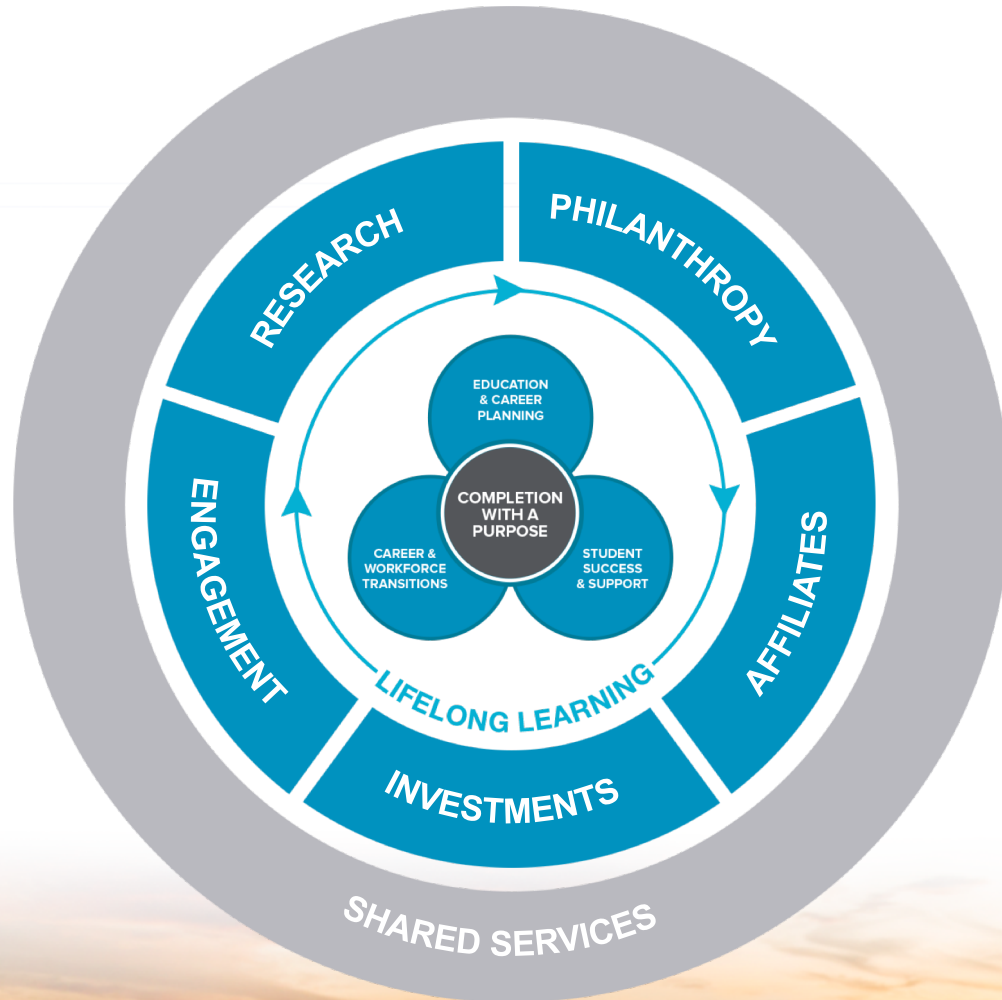 RESEARCH
PHILANTHROPY
EDUCATION
& CAREER
PLANNING
COMPLETION
WITH A
PURPOSE
CAREER &
WORKFORCE
TRANSITIONS
STUDENT
SUCCESS
& SUPPORT
ENGAGEMENT
AFFILIATES
LIFELONG LEARNING
INVESTMENTS
SHARED SERVICES